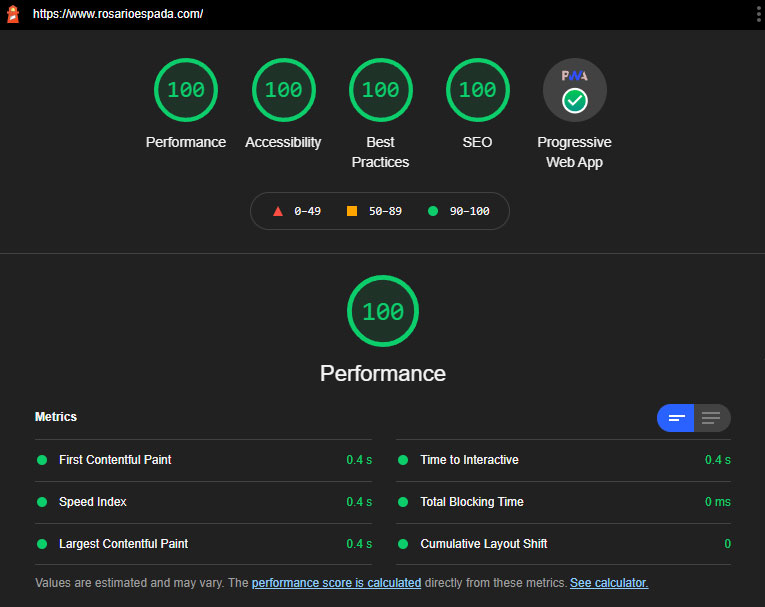 https://www.rosarioespada.com/
100 100 100 100 PWA
Performance Accessibility Best Practices SEO Progressive Web App
0–49 50–89 90–100
100
Performance
Metrics
First Contentful Paint 0.4 s
Time to Interactive 0.4 s
Speed Index 0.4 s
Total Blocking Time 0 ms
Largest Contentful Paint 0.4 s
Cumulative Layout Shift 0
Values are estimated and may vary. The performance score is calculated directly from these metrics. See calculator.